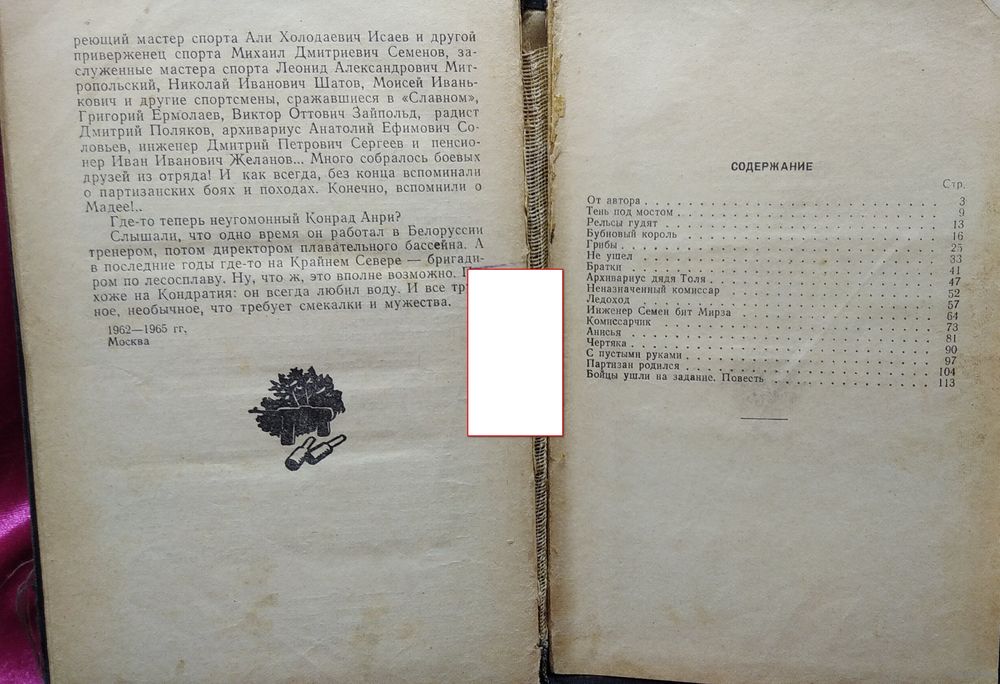 реющий мастер спорта Али Холодаевич Исаев и другой
приверженец спорта Михаил Дмитриевич Семенов, за-
служенные мастера спорта Леонид Александрович Мит-
ропольский, Николай Иванович Шатов, Моисей Ивань-
кович и другие спортсмены, сражавшиеся в «Славном»,
Григорий Ермолаев, Виктор Оттович Зайпольд, радист
Дмитрий Поляков, архивариус Анатолий Ефимович Со-
ловьев, инженер Дмитрий Петрович Сергеев и пенсио-
нер Иван Иванович Желанов... Много собралось боевых
друзей из отряда! И как всегда, без конца вспоминали
о партизанских боях и походах. Конечно, вспомнили о
Мадее!..
Где-то теперь неугомонный Конрад Анри?
Слышали, что одно время он работал в Белоруссии
тренером, потом директором плавательного бассейна. А
в последние годы где-то на Крайнем Севере — бригади-
ром по лесосплаву. Ну, что ж, это вполне возможно.
хоже на Кондратия: он всегда любил воду. И все
ное, необычное, что требует смекалки и мужества.
1962—1965 гг,
Москва
СОДЕРЖАНИЕ
Стр.
От автора 3
Тень под мостом 9
Рельсы гудят 13
Бубновый король 16
Грибы 25
Не ушел 33
Братки 41
Архивариус дядя Толя 47
Неназначенный комиссар 52
Ледоход 57
Инженер Семен бит Мирза 64
Комиссарчик 73
Анисья 81
Чертяка 90
С пустыми руками 97
Партизан родился 104
Бойцы ушли на задание. Повесть 113